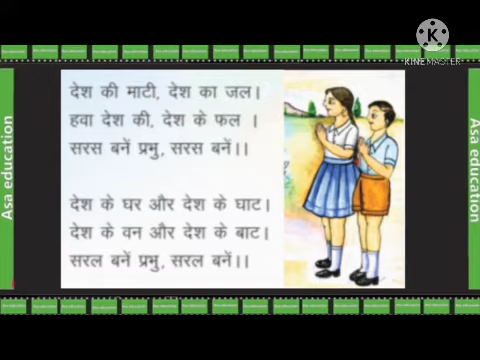 KINEMASTER
देश की माटी, देश का जल।
हवा देश की, देश के फल ।
सरस बनें प्रभु, सरस बनें।।
देश के घर और देश के घाट।
देश के वन और देश के बाट।
सरल बनें प्रभु, सरल बनें।।
Asa education
Asa education